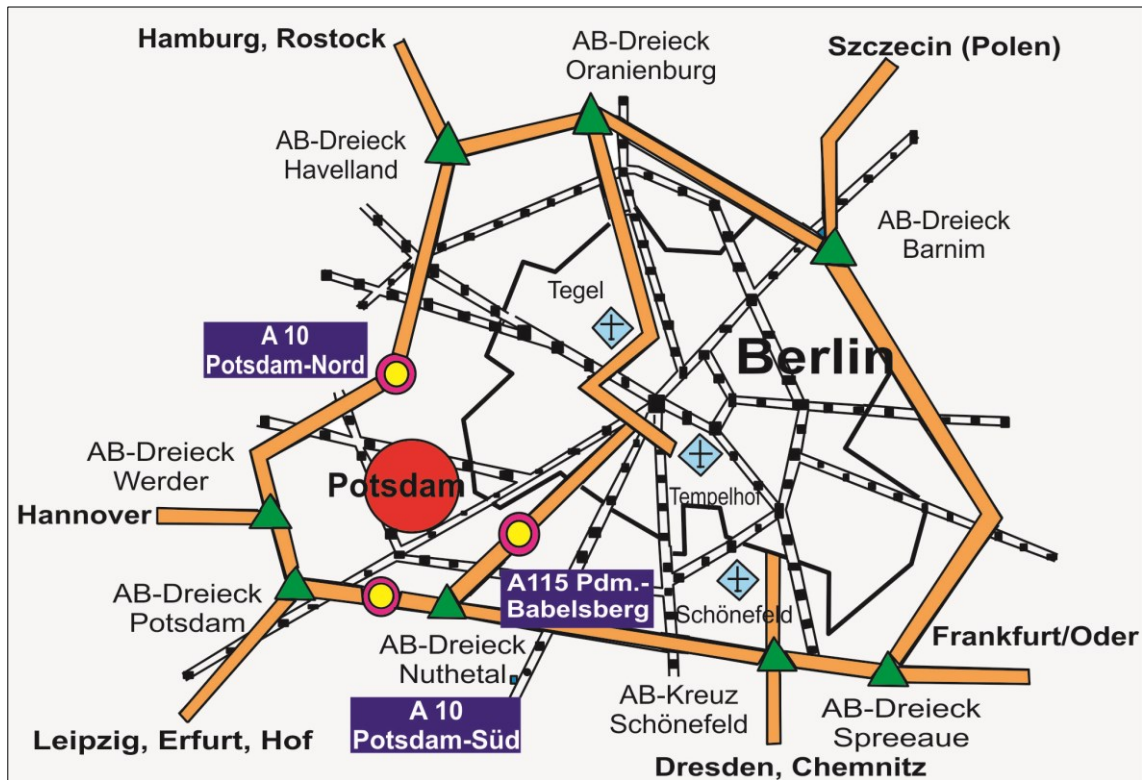 Hamburg, Rostock
AB-Dreieck
Oranienburg
Szczecin (Polen)
AB-Dreieck
Havelland
AB-Dreieck
Barnim
Tegel
A 10
Potsdam-Nord
Berlin
AB-Dreieck
Werder
Potsdam
Tempelhof
Hannover
A115 Pdm.-
Babelsberg
Schönefeld
AB-Dreieck
Potsdam
AB-Dreieck
Nuthetal
Frankfurt/Oder
AB-Kreuz
Schönefeld
AB-Dreieck
Spreeaue
A 10
Potsdam-Süd
Leipzig, Erfurt, Hof
Dresden, Chemnitz